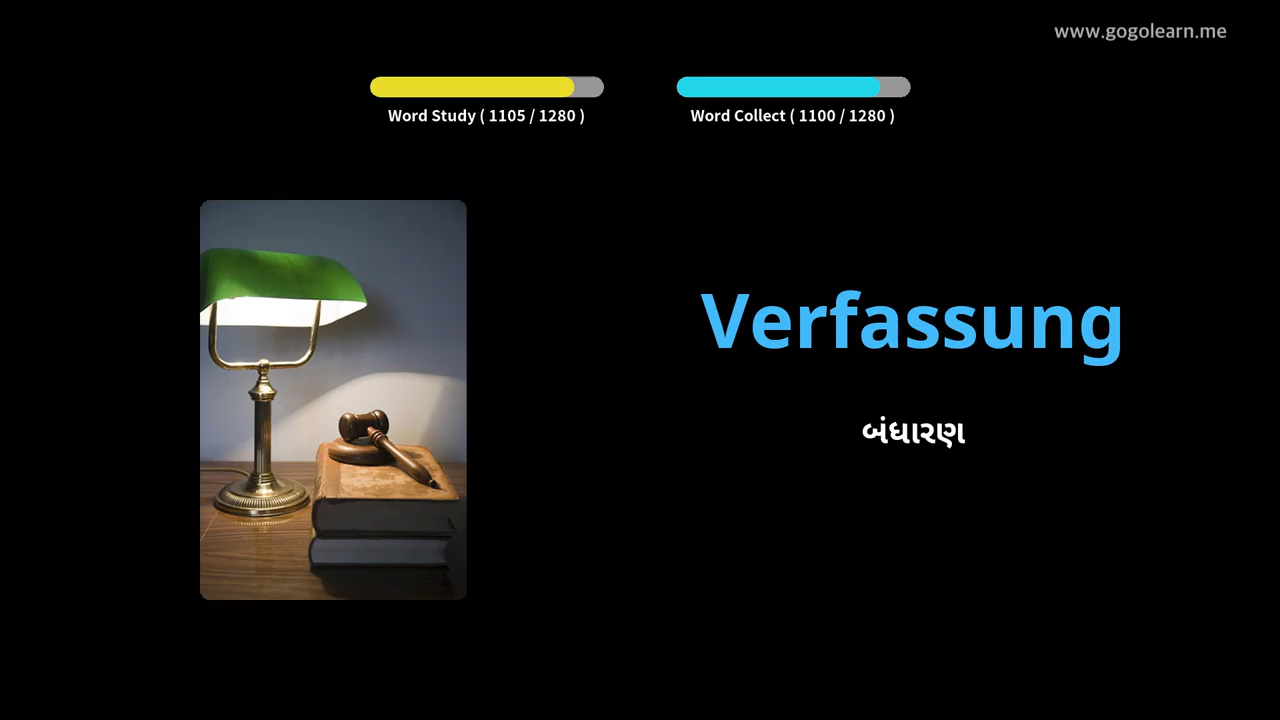 www.gogolearn.me
Word Study ( 1105 / 1280 )
Word Collect ( 1100 / 1280 )
Verfassung
બંધારણ